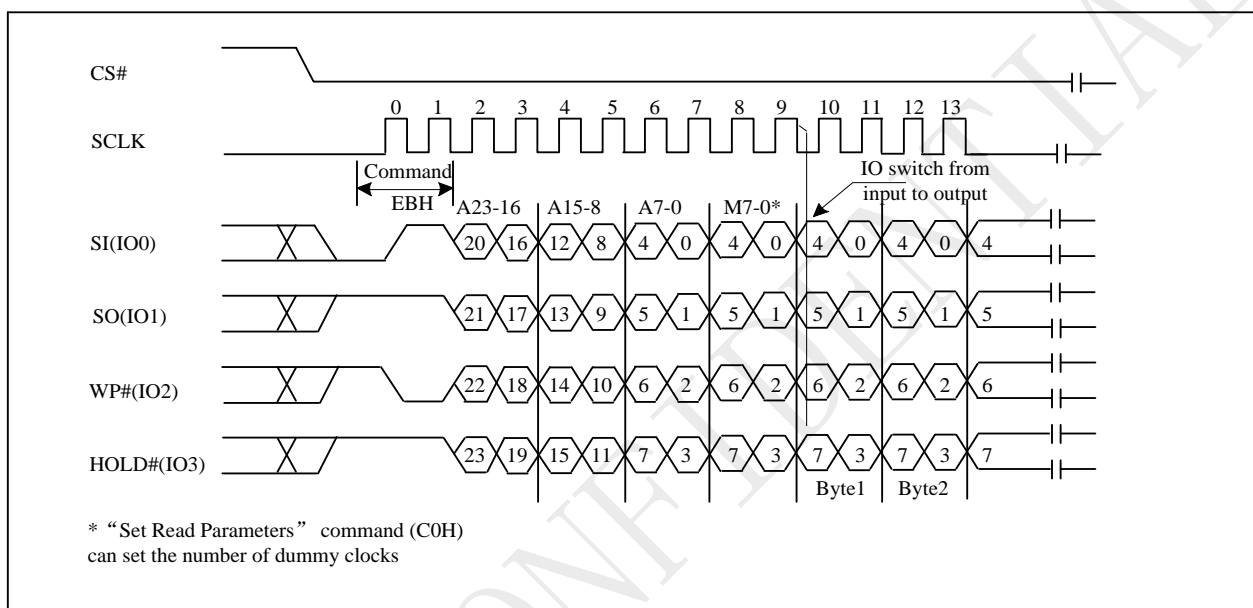 CS#
0 1 2 3 4 5 6 7 8 9 10 11 12 13
SCLK
Command
EBH
IO switch from
input to output
A23-16 A15-8 A7-0 M7-0*
SI(IO0) 20 16 12 8 4 0 4 0 4 0 4 0 4
SO(IO1) 21 17 13 9 5 1 5 1 5 1 5 1 5
WP#(IO2) 22 18 14 10 6 2 6 2 6 2 6 2 6
HOLD#(IO3) 23 19 15 11 7 3 7 3 7 3 7 3 7
Byte1 Byte2
* “Set Read Parameters” command (C0H)
can set the number of dummy clocks
ONFIDENTIAL